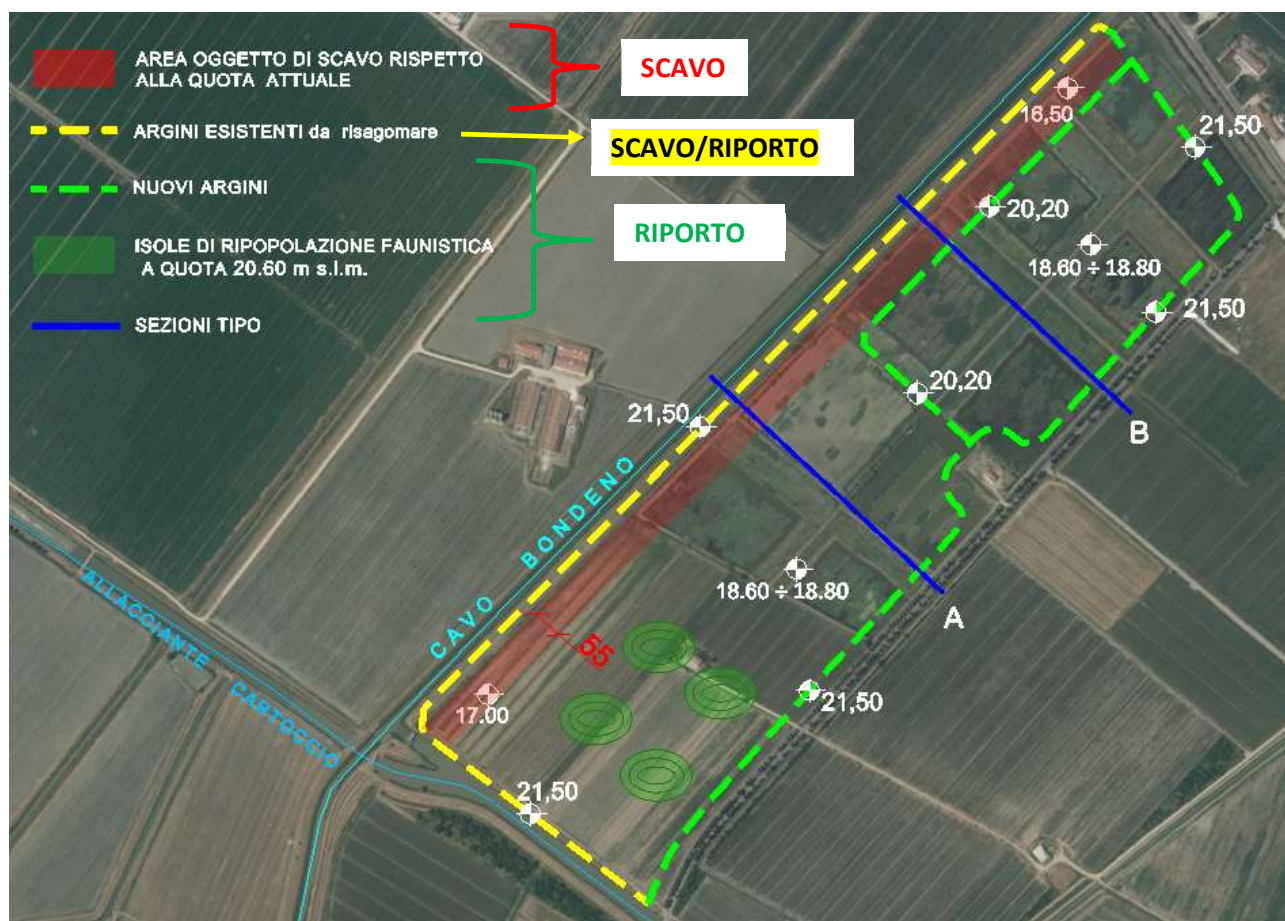 AREA OGGETTO DI SCAVO RISPETTO
ALLA QUOTA ATTUALE
SCAVO
ARGINI ESISTENTI da risagomare
SCAVO/RIPORTO
NUOVI ARGINI
RIPORTO
ISOLE DI RIPOPOLAZIONE FAUNISTICA
A QUOTA 20.60 m s.l.m.
SEZIONI TIPO
16,50
21,50
20,20
18.60 ÷ 18.80
21,50
20,20
21,50
B
CAVO BONDENO
18.60 ÷ 18.80
A
ALLACCIANTE CARTOCCIO
55
17.00
21,50
21,50